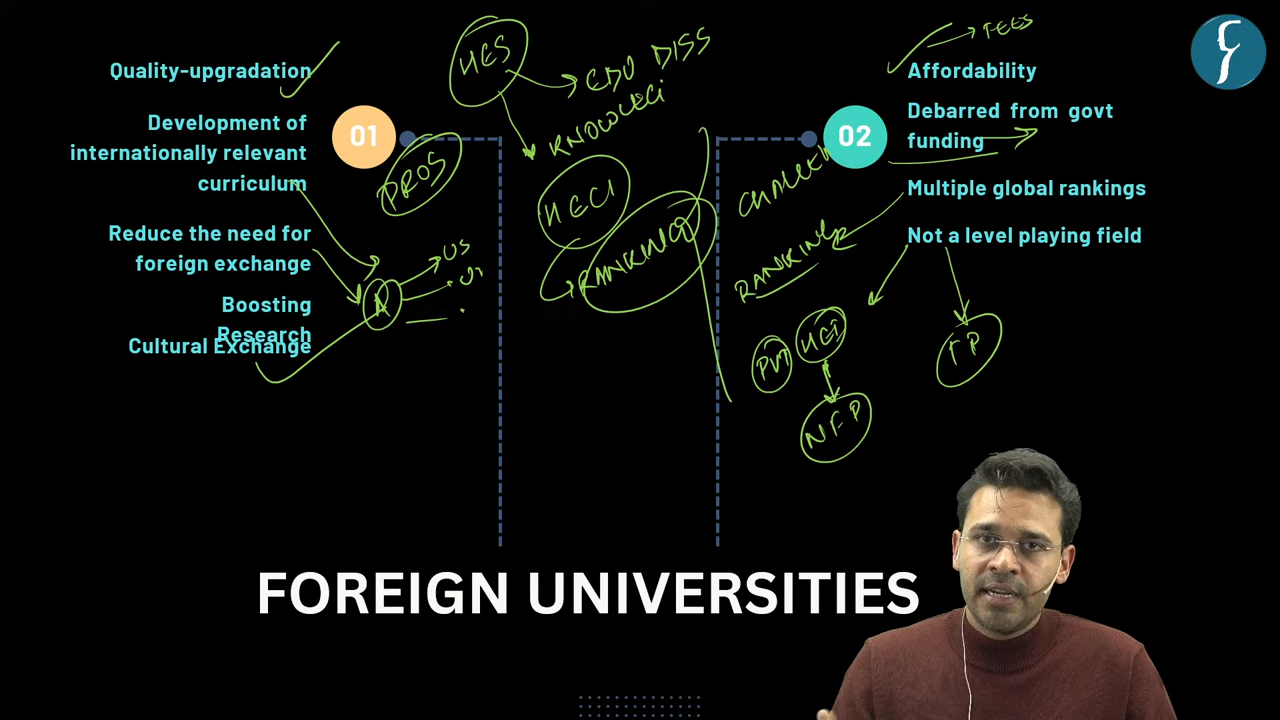 Quality-upgradation
Development of
internationally relevant
curriculum
Reduce the need for
foreign exchange
Boosting
Research
Cultural Exchange
01
PROS
US
HES
EDU DISS
HECI
RANKING
02
RANKING
PVT
HEI
NFP
FEES
Affordability
Debarred from govt
funding
Multiple global rankings
Not a level playing field
FP
FOREIGN UNIVERSITIES